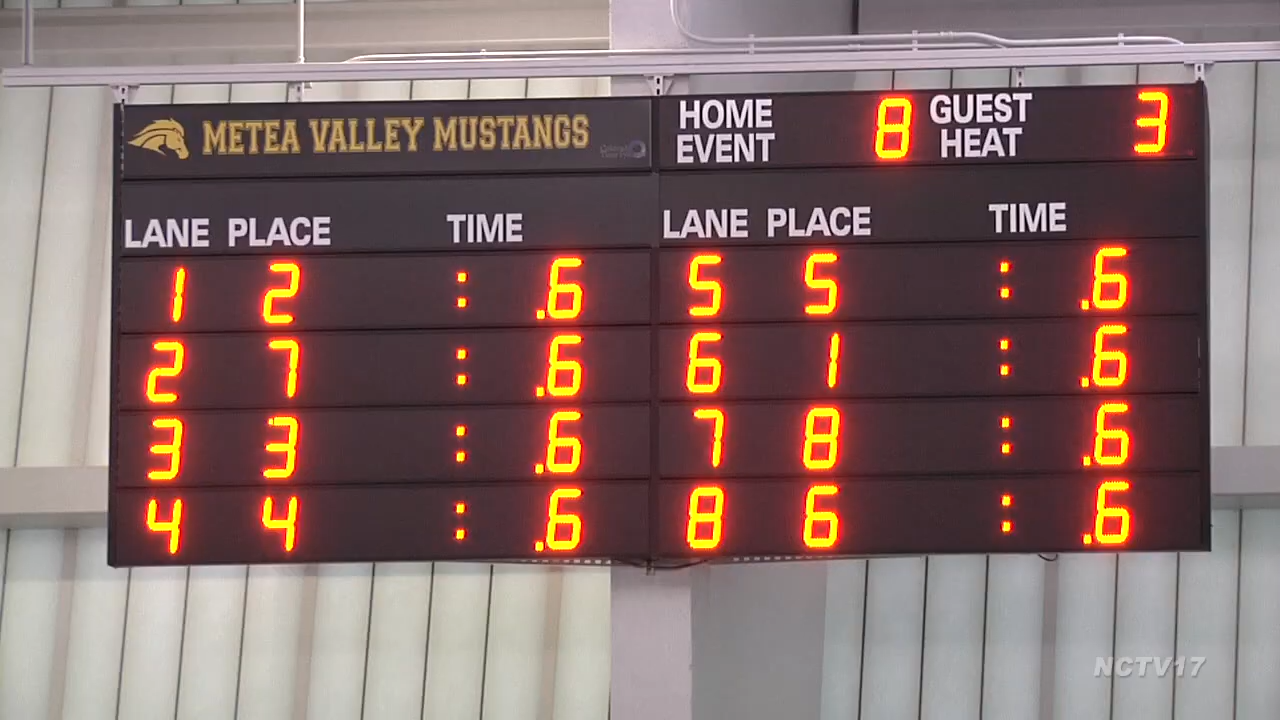 METEA VALLEY MUSTANGS
HOME EVENT 8 GUEST HEAT 3
LANE PLACE TIME LANE PLACE TIME
1 2 : .6 5 5 : .6
2 7 : .6 6 1 : .6
3 3 : .6 7 8 : .6
4 4 : .6 8 6 : .6
NCTV17